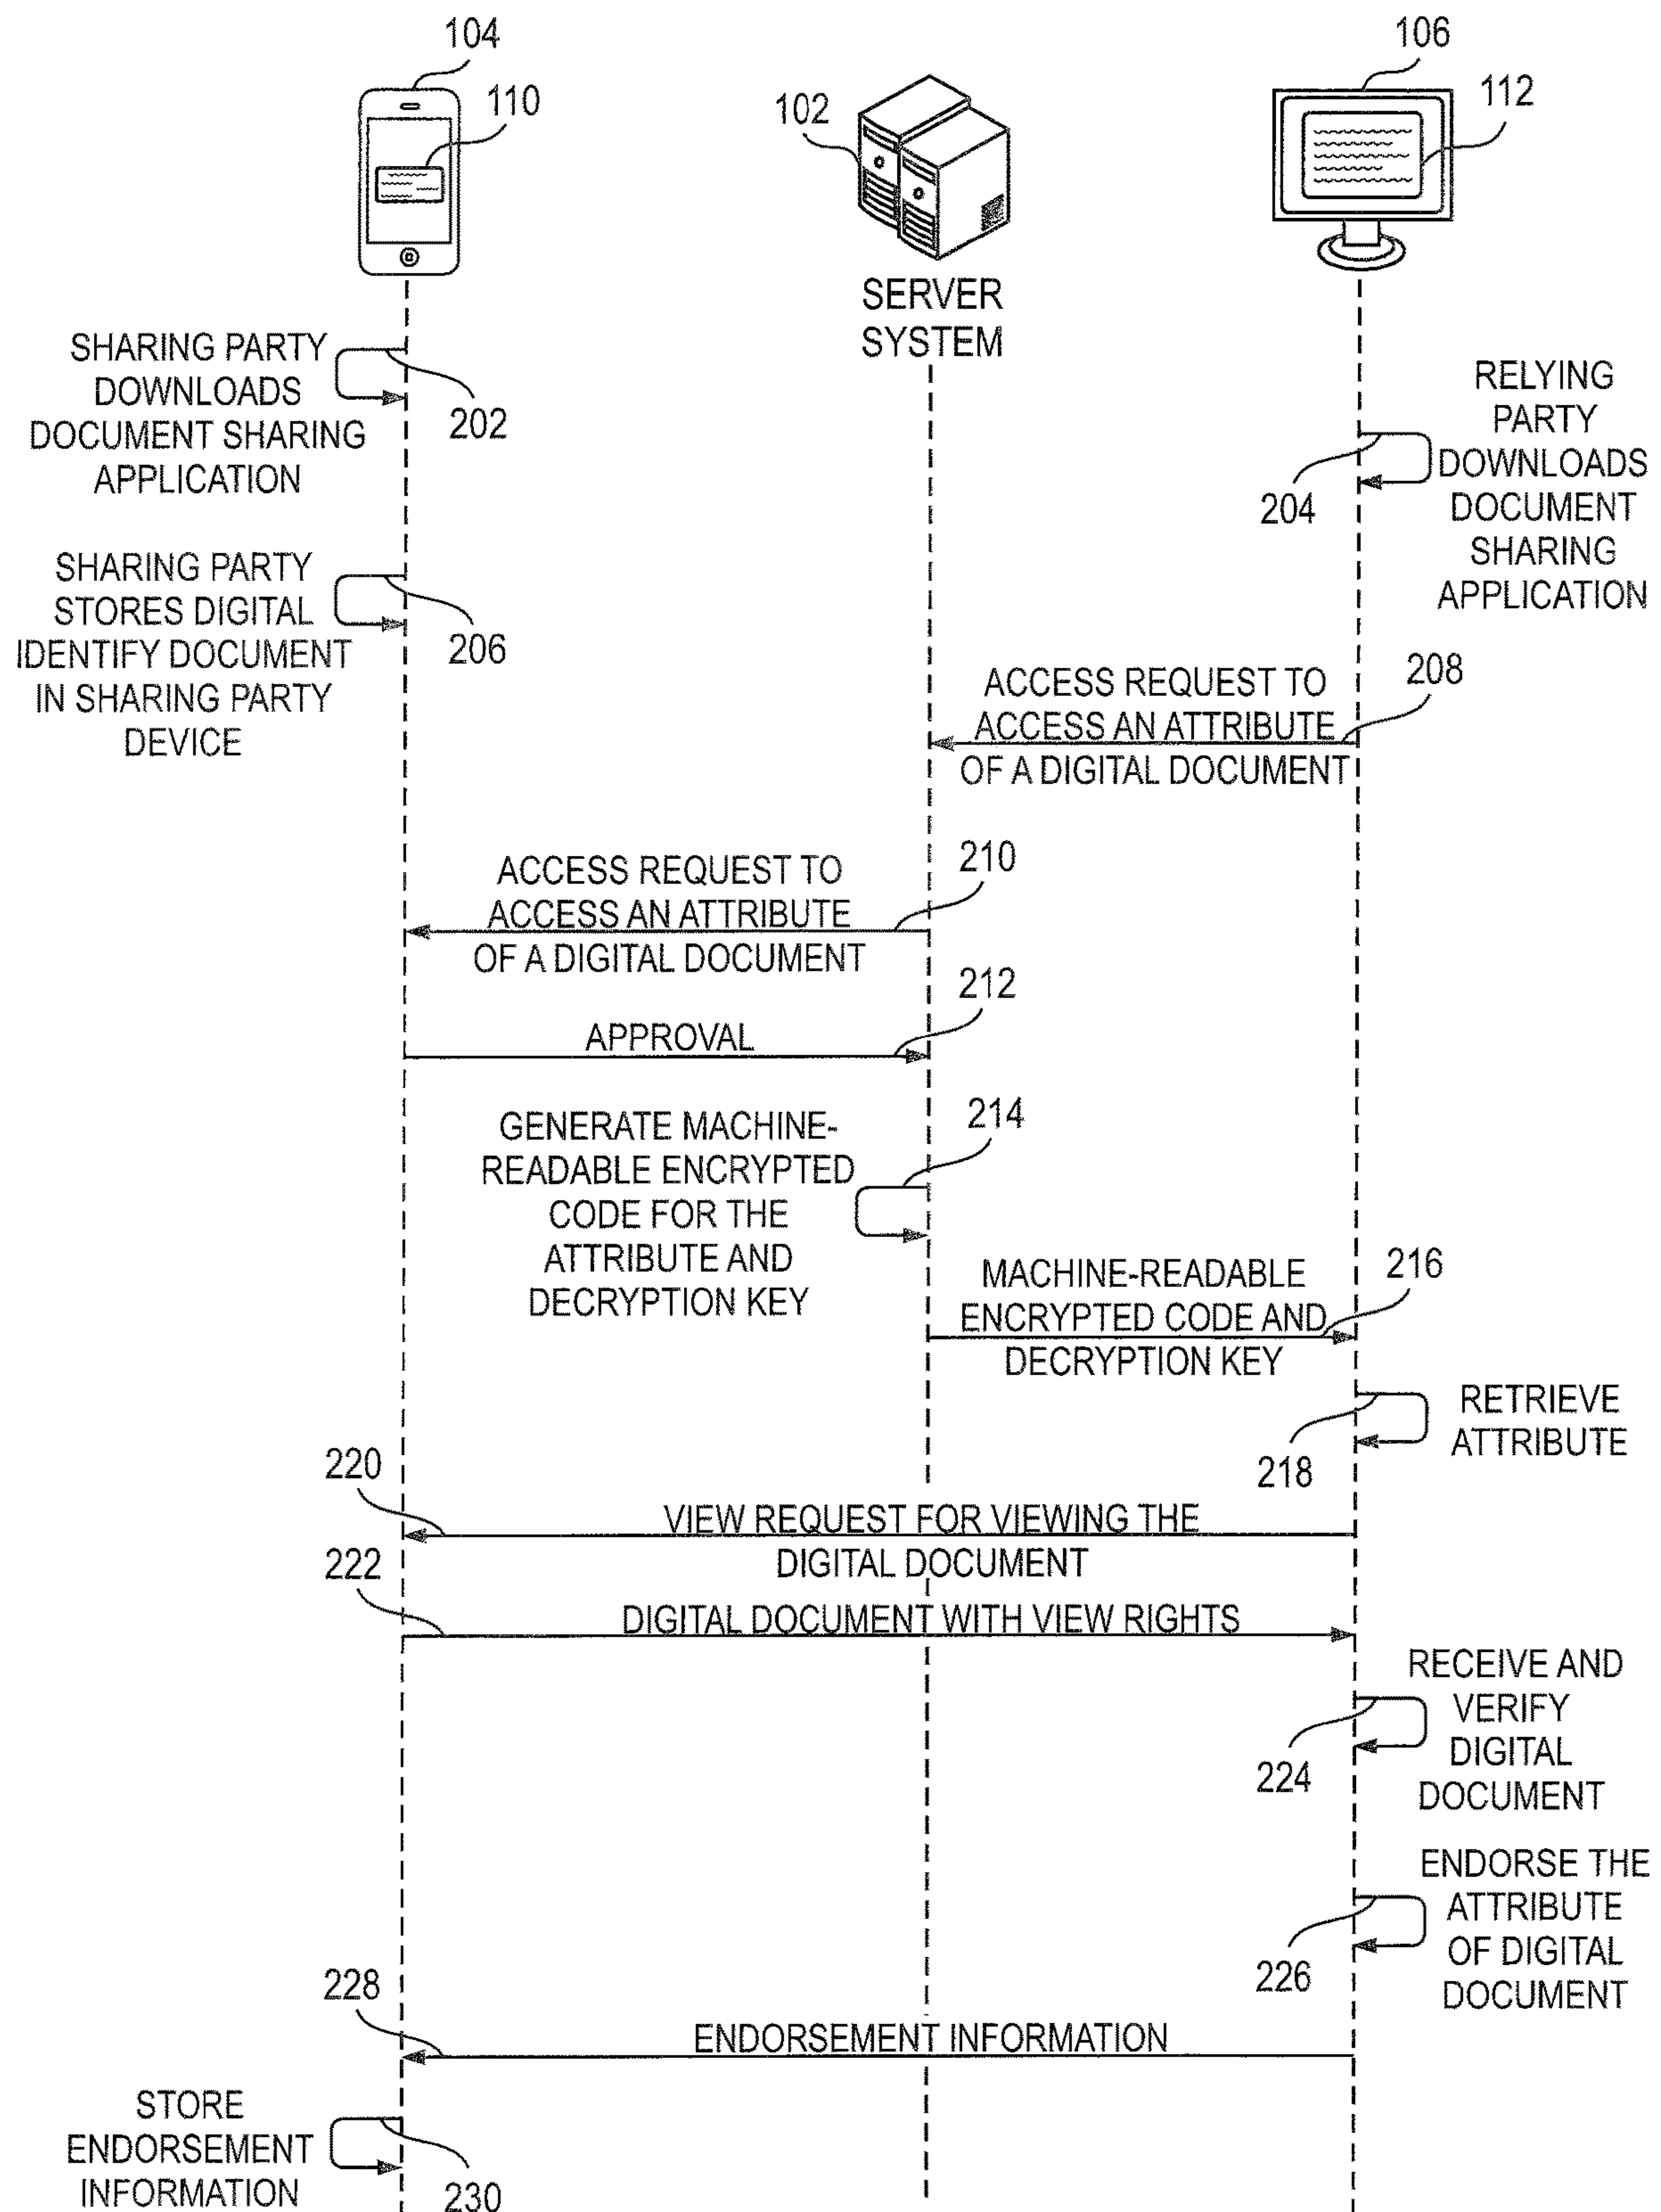 104
110
102
106
112
SERVER
SYSTEM
SHARING PARTY
DOWNLOADS
DOCUMENT SHARING
APPLICATION
202
RELYING
PARTY
DOWNLOADS
DOCUMENT
SHARING
APPLICATION
204
SHARING PARTY
STORES DIGITAL
IDENTIFY DOCUMENT
IN SHARING PARTY
DEVICE
206
208
ACCESS REQUEST TO
ACCESS AN ATTRIBUTE
OF A DIGITAL DOCUMENT
210
ACCESS REQUEST TO
ACCESS AN ATTRIBUTE
OF A DIGITAL DOCUMENT
212
APPROVAL
214
GENERATE MACHINE-
READABLE ENCRYPTED
CODE FOR THE
ATTRIBUTE AND
DECRYPTION KEY
216
MACHINE-READABLE
ENCRYPTED CODE AND
DECRYPTION KEY
RETRIEVE
ATTRIBUTE
218
220
VIEW REQUEST FOR VIEWING THE
DIGITAL DOCUMENT
222
DIGITAL DOCUMENT WITH VIEW RIGHTS
RECEIVE AND
VERIFY
DIGITAL
DOCUMENT
224
ENDORSE THE
ATTRIBUTE
OF DIGITAL
DOCUMENT
226
228
ENDORSEMENT INFORMATION
STORE
ENDORSEMENT
INFORMATION
230